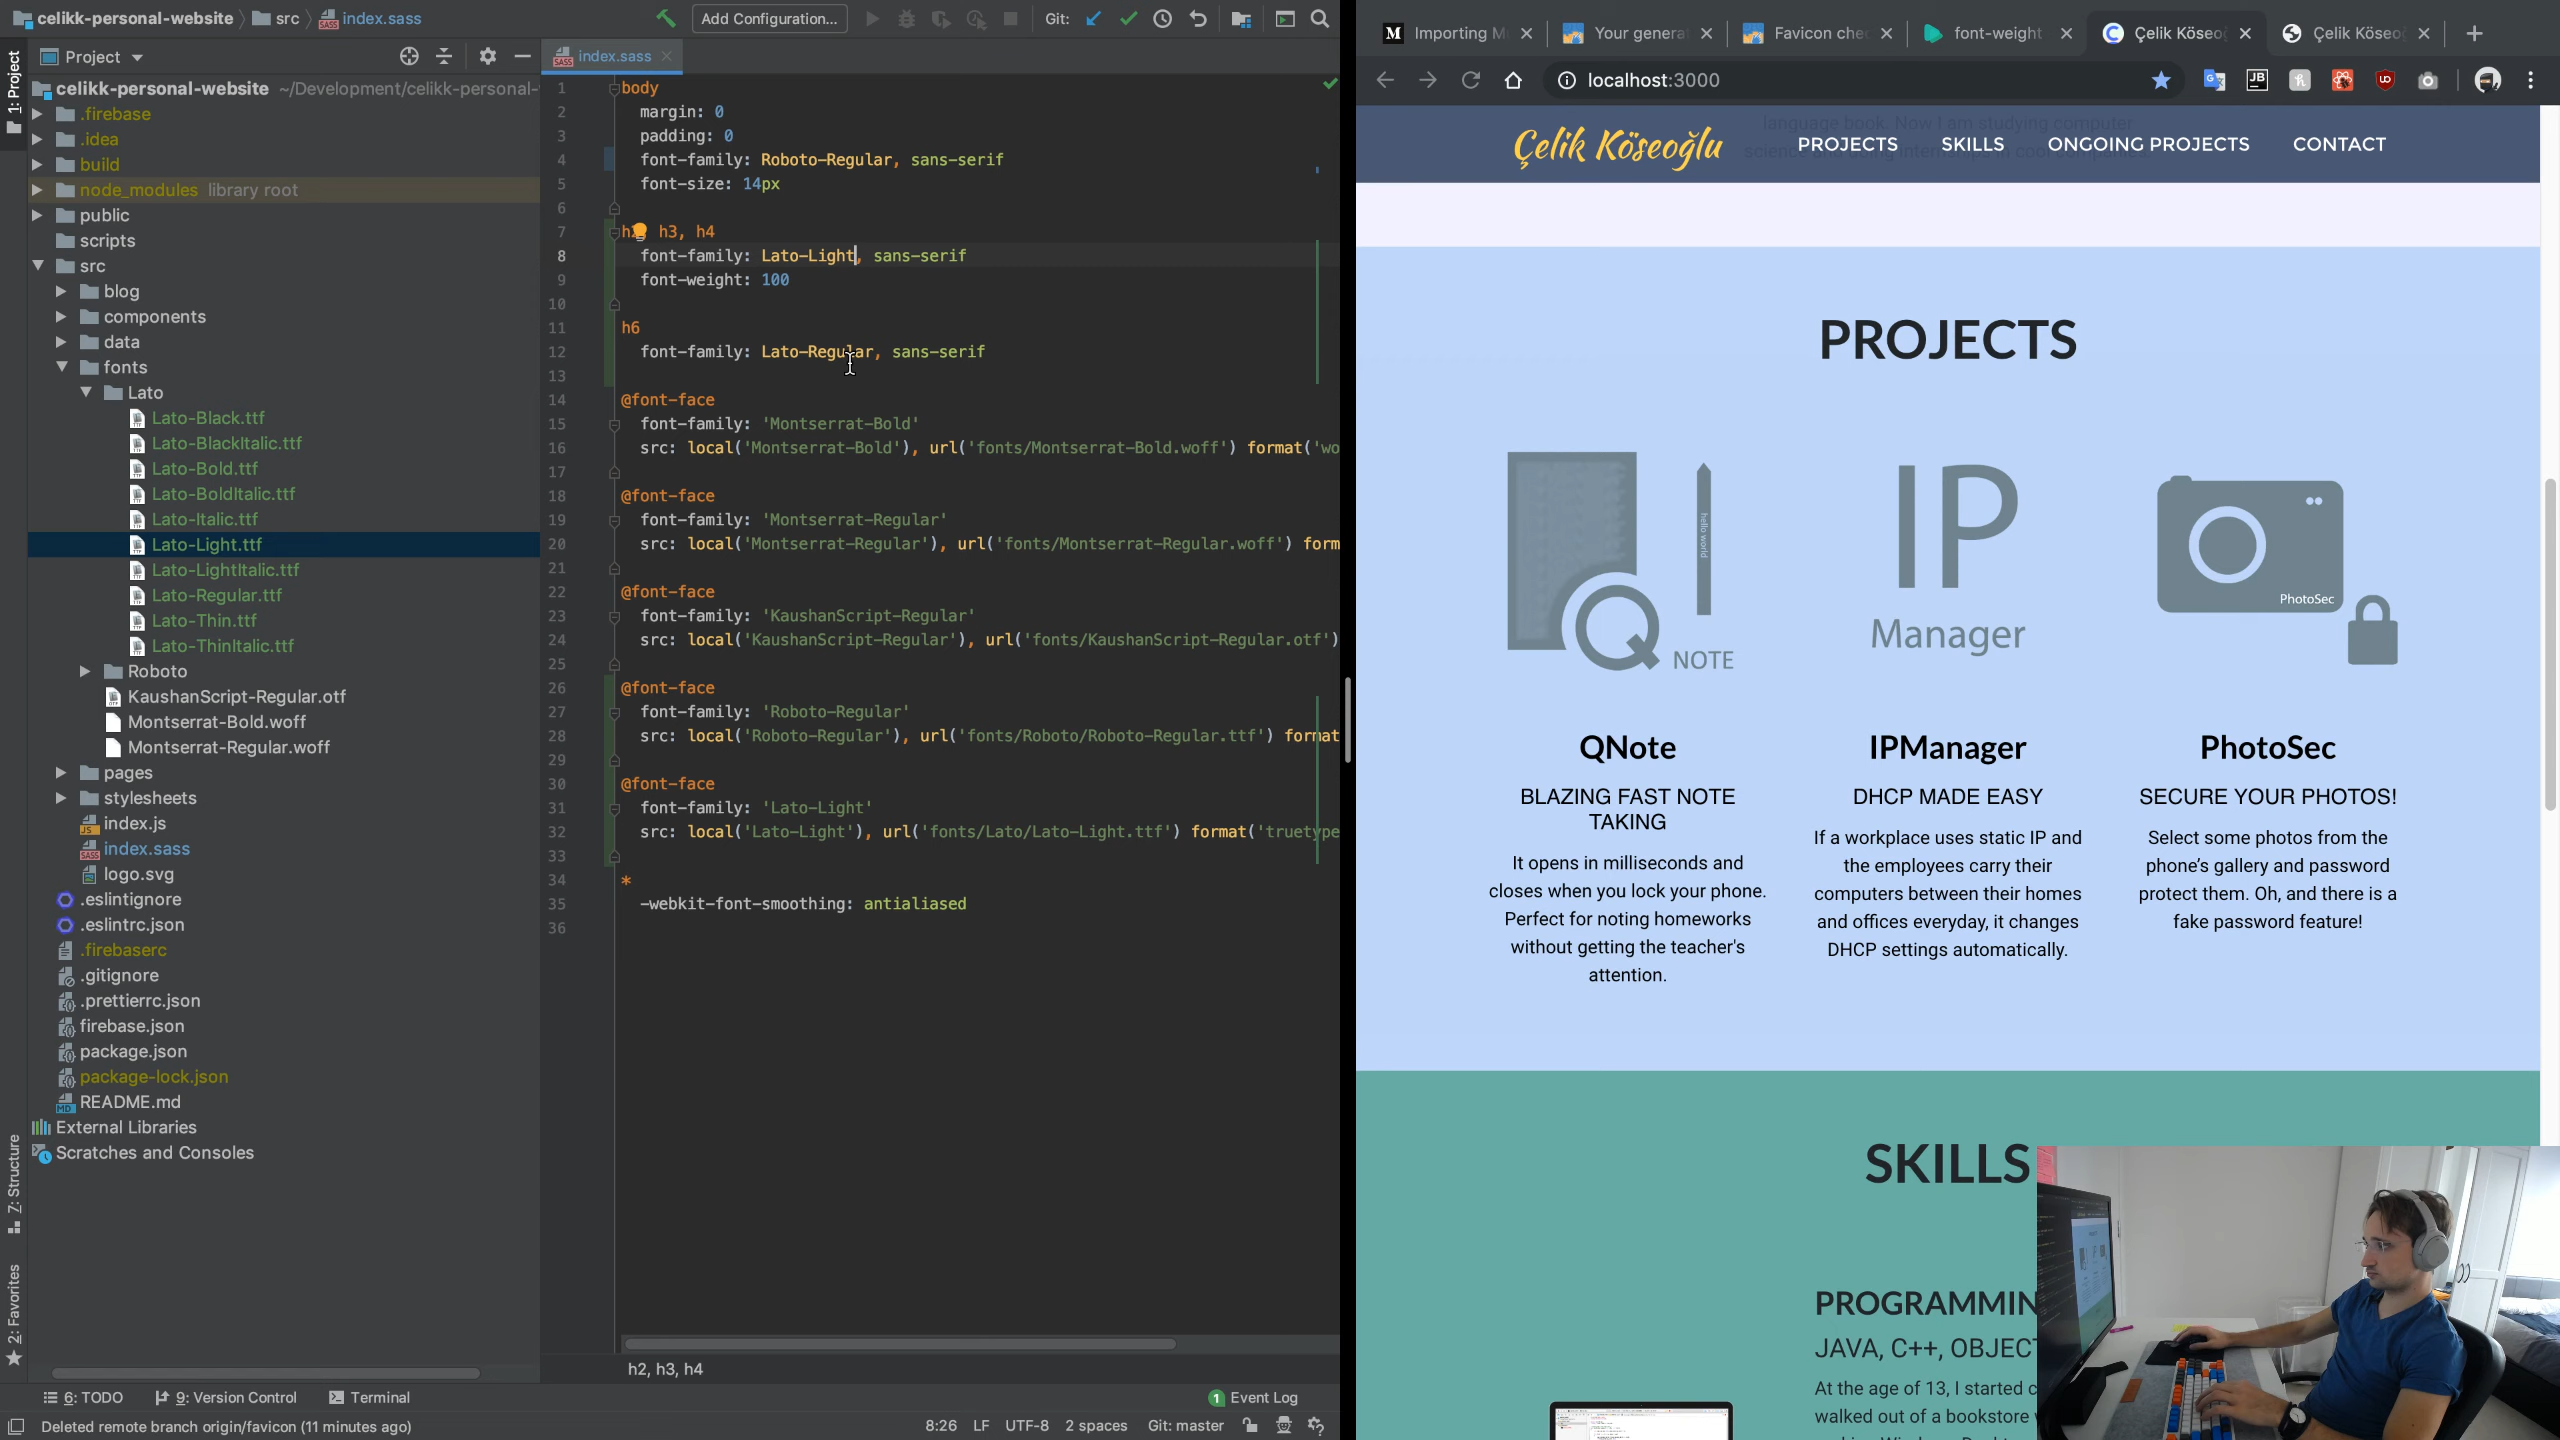 celikk-personal-website
src
index.sass
Add Configuration...
Git:
Project
1: Project
celikk-personal-website ~/Development/celikk-personal-
.firebase
.idea
build
node_modules library root
public
scripts
src
blog
components
data
fonts
Lato
Lato-Black.ttf
Lato-BlackItalic.ttf
Lato-Bold.ttf
Lato-BoldItalic.ttf
Lato-Italic.ttf
Lato-Light.ttf
Lato-LightItalic.ttf
Lato-Regular.ttf
Lato-Thin.ttf
Lato-ThinItalic.ttf
Roboto
KaushanScript-Regular.otf
Montserrat-Bold.woff
Montserrat-Regular.woff
pages
stylesheets
index.js
index.sass
logo.svg
.eslintignore
.eslintrc.json
.firebaserc
.gitignore
.prettierrc.json
firebase.json
package.json
package-lock.json
README.md
External Libraries
Scratches and Consoles
7: Structure
2: Favorites
index.sass
1 body
2 margin: 0
3 padding: 0
4 font-family: Roboto-Regular, sans-serif
5 font-size: 14px
6
7 h3, h4
8 font-family: Lato-Light, sans-serif
9 font-weight: 100
10
11 h6
12 font-family: Lato-Regular, sans-serif
13
14 @font-face
15 font-family: 'Montserrat-Bold'
16 src: local('Montserrat-Bold'), url('fonts/Montserrat-Bold.woff') format('wo
17
18 @font-face
19 font-family: 'Montserrat-Regular'
20 src: local('Montserrat-Regular'), url('fonts/Montserrat-Regular.woff') form
21
22 @font-face
23 font-family: 'KaushanScript-Regular'
24 src: local('KaushanScript-Regular'), url('fonts/KaushanScript-Regular.otf')
25
26 @font-face
27 font-family: 'Roboto-Regular'
28 src: local('Roboto-Regular'), url('fonts/Roboto/Roboto-Regular.ttf') format
29
30 @font-face
31 font-family: 'Lato-Light'
32 src: local('Lato-Light'), url('fonts/Lato/Lato-Light.ttf') format('truetype
33
34 *
35 -webkit-font-smoothing: antialiased
36
h2, h3, h4
6: TODO
9: Version Control
Terminal
1 Event Log
Deleted remote branch origin/favicon (11 minutes ago)
8:26 LF UTF-8 2 spaces Git: master
M Importing M
Your genera
Favicon che
font-weight
Çelik Köseoğ
Çelik Köseoğ
localhost:3000
JB
language book. Now I am studying computer
Çelik Köseoğlu
PROJECTS SKILLS ONGOING PROJECTS CONTACT
PROJECTS
hello world
Q NOTE
IP
Manager
PhotoSec
QNote
BLAZING FAST NOTE
TAKING
It opens in milliseconds and
closes when you lock your phone.
Perfect for noting homeworks
without getting the teacher's
attention.
IPManager
DHCP MADE EASY
If a workplace uses static IP and
the employees carry their
computers between their homes
and offices everyday, it changes
DHCP settings automatically.
PhotoSec
SECURE YOUR PHOTOS!
Select some photos from the
phone's gallery and password
protect them. Oh, and there is a
fake password feature!
SKILLS
PROGRAMMIN
JAVA, C++, OBJECT
At the age of 13, I started c
walked out of a bookstore